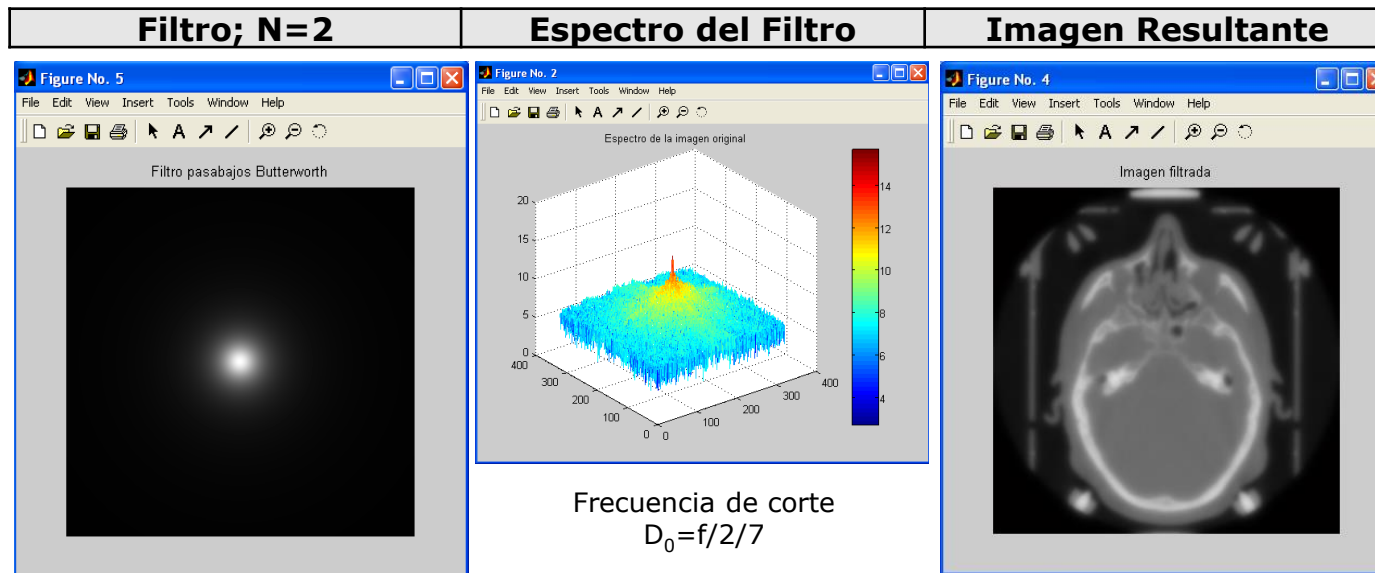 Filtro; N=2
Espectro del Filtro
Imagen Resultante
Figure No. 5
File Edit View Insert Tools Window Help
A
Filtro pasabajos Butterworth
Figure No. 2
File Edit View Insert Tools Window Help
A
Espectro de la imagen original
20
15
10
5
0
400
300
200
100
0
0
100
200
300
400
14
12
10
8
6
4
Frecuencia de corte
D₀=f/2/7
Figure No. 4
File Edit View Insert Tools Window Help
A
Imagen filtrada